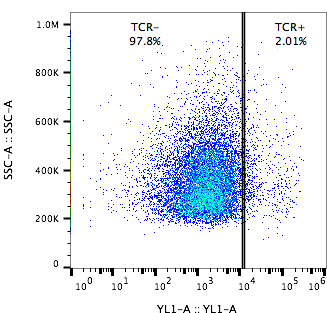 TCR-
97.8%
TCR+
2.01%
1.0M
800K
600K
400K
200K
0
SSC-A :: SSC-A
10^0 10^1 10^2 10^3 10^4 10^5 10^6
YL1-A :: YL1-A